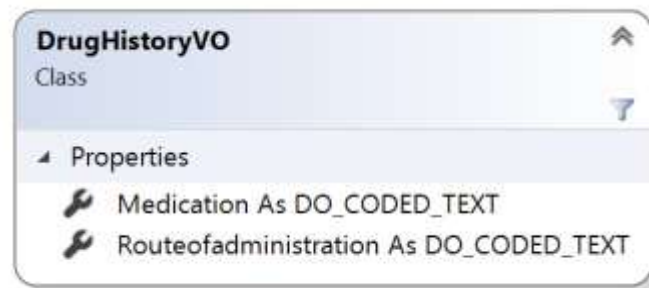 DrugHistoryVO
Class
Properties
Medication As DO_CODED_TEXT
Routeofadministration As DO_CODED_TEXT